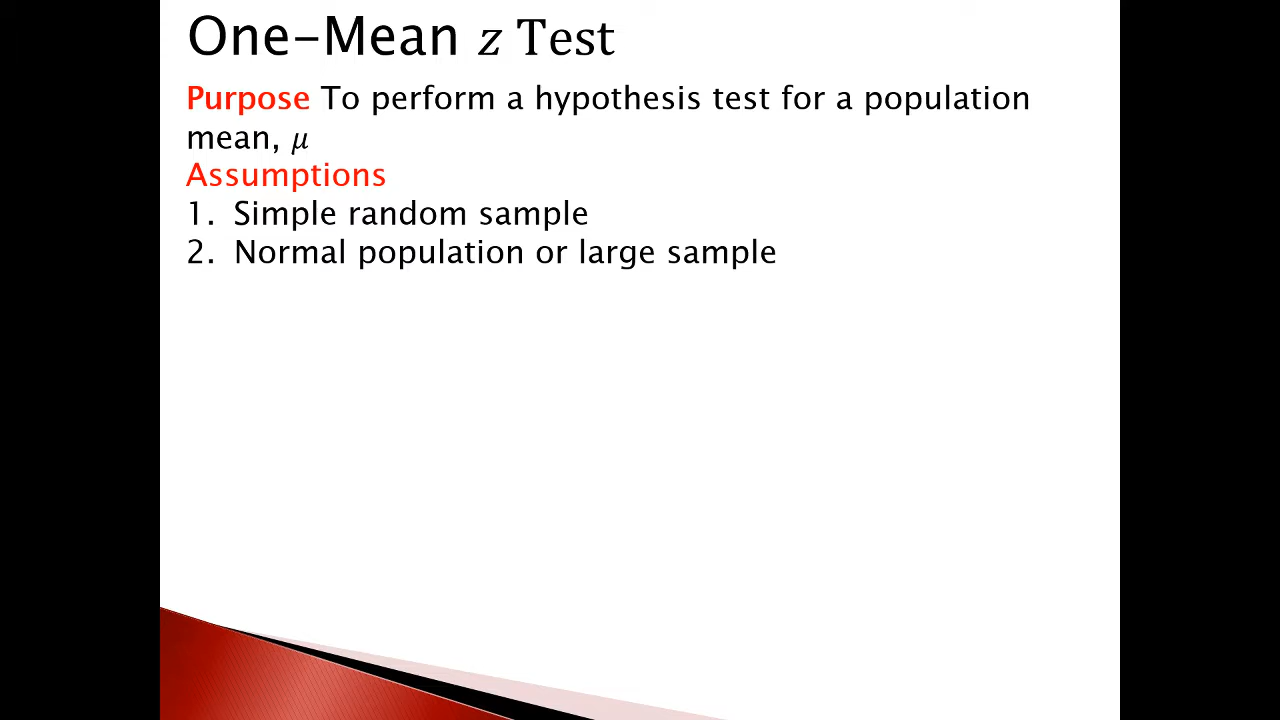 One-Mean z Test
Purpose To perform a hypothesis test for a population
mean, μ
Assumptions
1. Simple random sample
2. Normal population or large sample